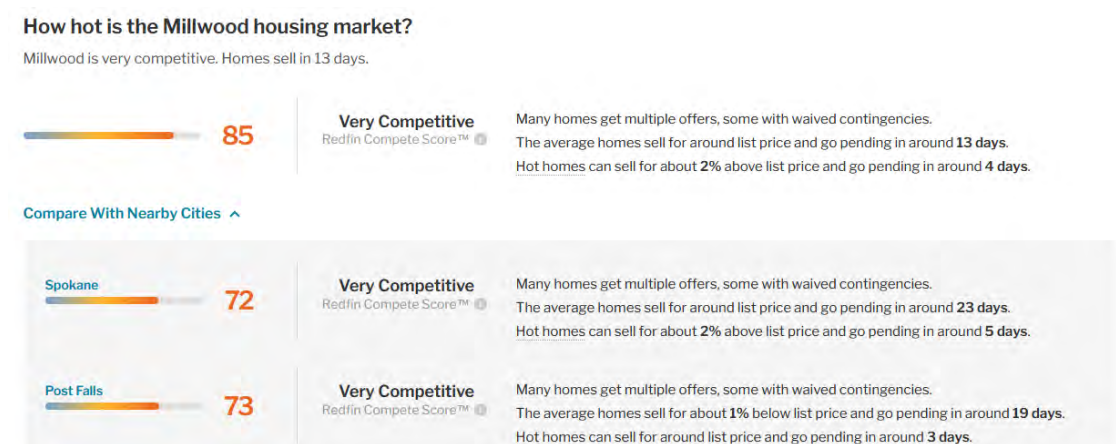 How hot is the Millwood housing market?
Millwood is very competitive. Homes sell in 13 days.
85
Very Competitive
Redfin Compete Score™ i
Many homes get multiple offers, some with waived contingencies.
The average homes sell for around list price and go pending in around 13 days.
Hot homes can sell for about 2% above list price and go pending in around 4 days.
Compare With Nearby Cities
Spokane
72
Very Competitive
Redfin Compete Score™ i
Many homes get multiple offers, some with waived contingencies.
The average homes sell for around list price and go pending in around 23 days.
Hot homes can sell for about 2% above list price and go pending in around 5 days.
Post Falls
73
Very Competitive
Redfin Compete Score™ i
Many homes get multiple offers, some with waived contingencies.
The average homes sell for about 1% below list price and go pending in around 19 days.
Hot homes can sell for around list price and go pending in around 3 days.